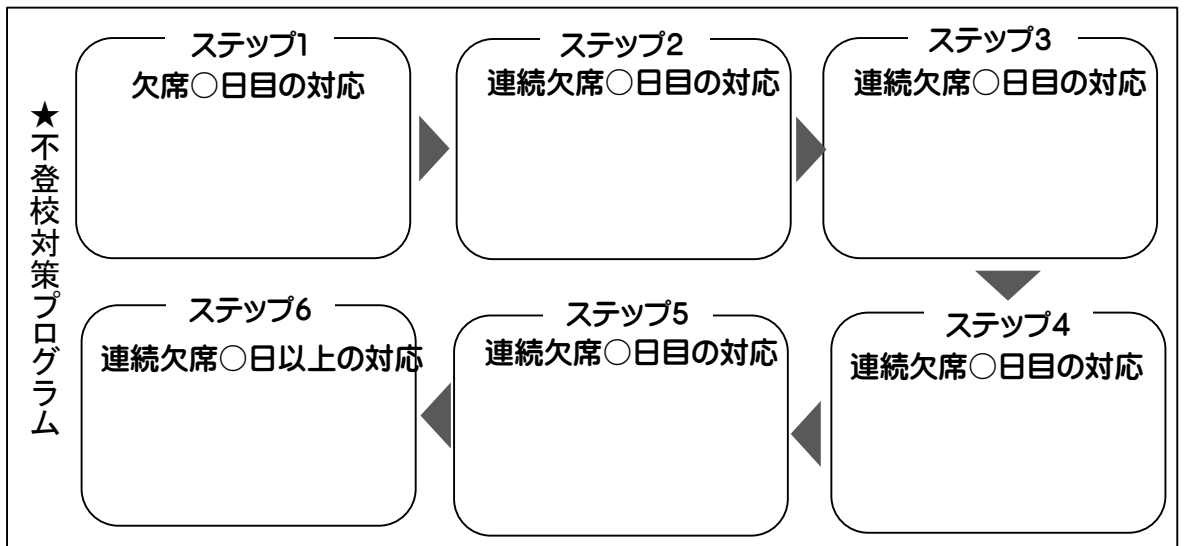 ★不登校対策プログラム
ステップ1
欠席○日目の対応
ステップ2
連続欠席○日目の対応
ステップ3
連続欠席○日目の対応
ステップ4
連続欠席○日目の対応
ステップ5
連続欠席○日目の対応
ステップ6
連続欠席○日以上の対応